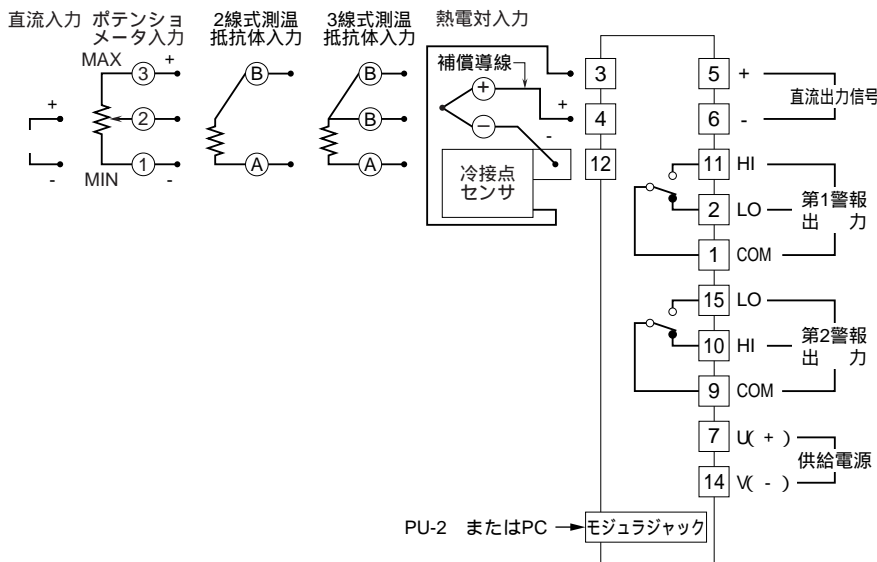 直流入力
ポテンショ
メータ入力
MAX
3
+
2
1
MIN
-
+
-
2線式測温
抵抗体入力
B
A
3線式測温
抵抗体入力
B
B
A
熱電対入力
補償導線
+
−
+
-
冷接点
センサ
3
4
12
5 +
6 -
直流出力信号
11 HI
2 LO
1 COM
第1警報
出 力
15 LO
10 HI
9 COM
第2警報
出 力
7 U( + )
14 V( - )
供給電源
PU-2 またはPC
モジュラジャック